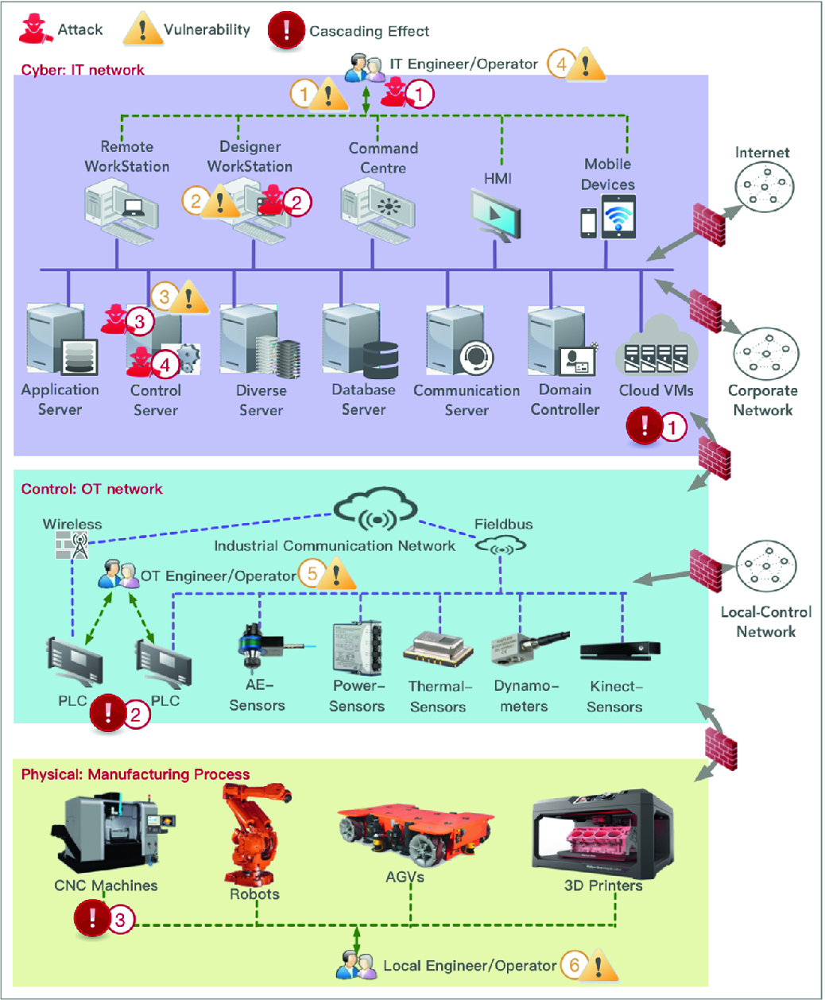 Attack
Vulnerability
Cascading Effect
Cyber: IT network
IT Engineer/Operator
4
1
1
Remote
WorkStation
Designer
WorkStation
Command
Centre
HMI
Mobile
Devices
Internet
2
2
3
3
4
Application
Server
Control
Server
Diverse
Server
Database
Server
Communication
Server
Domain
Controller
Cloud VMs
1
Corporate
Network
Control: OT network
Wireless
Industrial Communication Network
Fieldbus
OT Engineer/Operator
5
Local-Control
Network
PLC
2
PLC
AE-
Sensors
Power-
Sensors
Thermal-
Sensors
Dynamo-
meters
Kinect-
Sensors
Physical: Manufacturing Process
CNC Machines
Robots
AGVs
3D Printers
3
Local Engineer/Operator
6